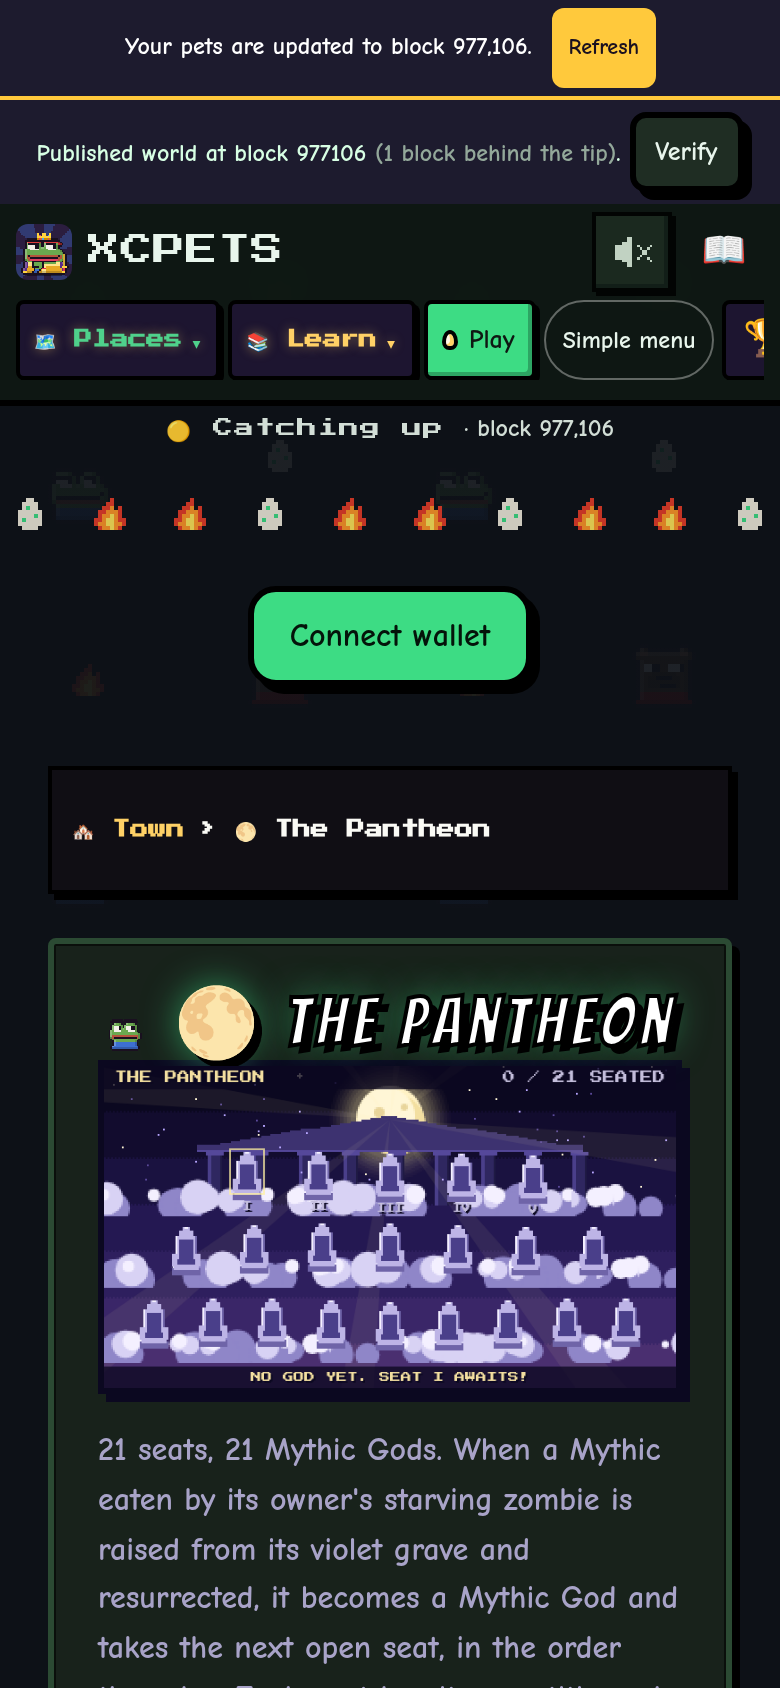 Your pets are updated to block 977,106. Refresh
Published world at block 977106 (1 block behind the tip). Verify
XCPETS
Places ▾ Learn ▾ Play Simple menu
Catching up · block 977,106
Connect wallet
Town › The Pantheon
THE PANTHEON
THE PANTHEON 0 / 21 SEATED
I II III IV V
NO GOD YET. SEAT I AWAITS!
21 seats, 21 Mythic Gods. When a Mythic
eaten by its owner's starving zombie is
raised from its violet grave and
resurrected, it becomes a Mythic God and
takes the next open seat, in the order